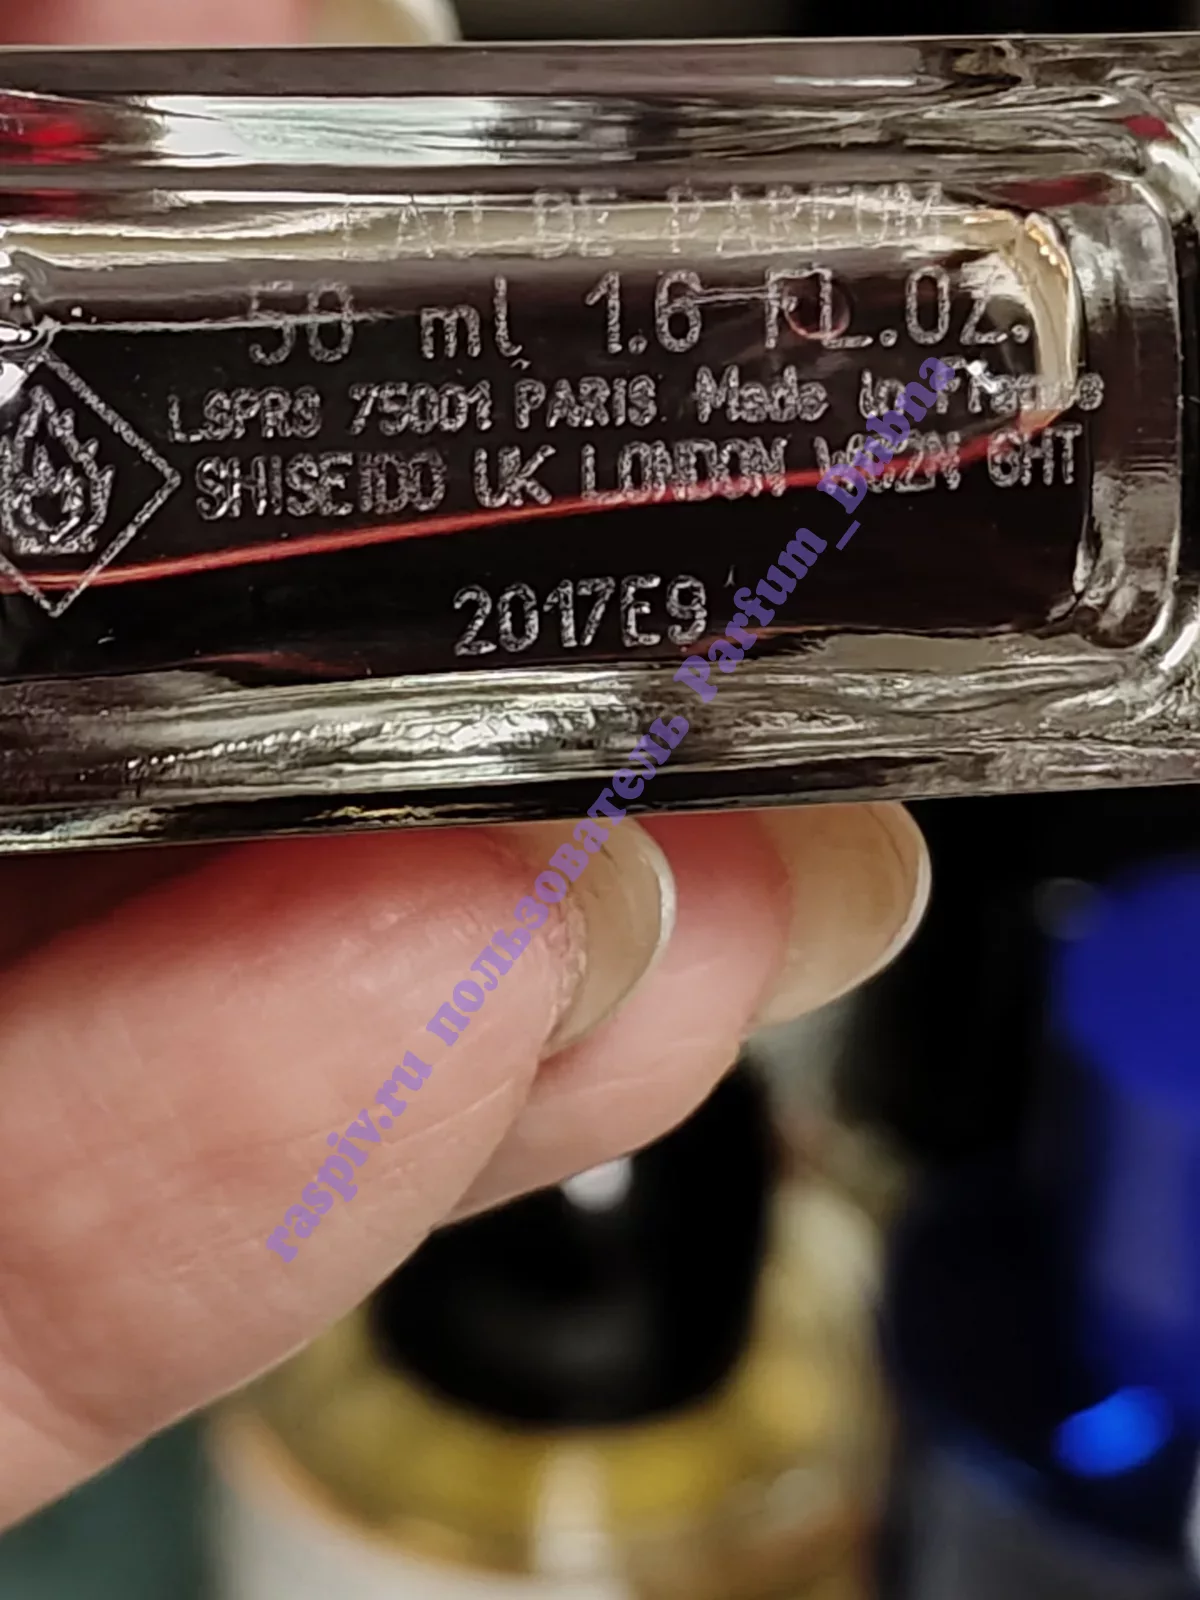 EAU DE PARFUM
50 ml 1.6 FL.OZ.
LSPRS 75001 PARIS. Made in France
SHISEIDO UK LONDON WC2N 6HT
2017E9
raspiv.ru пользователь Parfum_Dubna